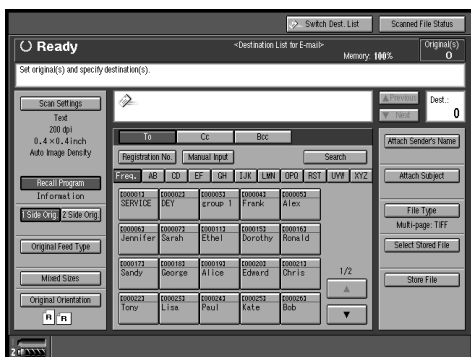 Switch Dest. List
Scanned File Status
Ready
<Destination List for E-mail>
Memory: 100%
Original(s)
0
Set original(s) and specify destination(s).
Scan Settings
Text
200 dpi
0.4×0.4inch
Auto Image Density
Recall Program
Information
1 Side Orig.
2 Side Orig.
Original Feed Type
Mixed Sizes
Original Orientation
R R
▲ Previous
▼ Next
Dest.:
0
To Cc Bcc
Registration No. Manual Input Search
Freq. AB CD EF GH IJK LMN OPQ RST UVW XYZ
[00001] [00002] [00003] [00004] [00005]
SERVICE DEY group 1 Frank Alex
[00006] [00007] [00011] [00015] [00016]
Jennifer Sarah Ethel Dorothy Ronald
[00017] [00018] [00019] [00020] [00021]
Sandy George Alice Edward Chris
[00022] [00023] [00024] [00025] [00026]
Tony Lisa Paul Kate Bob
1/2
▲
▼
Attach Sender's Name
Attach Subject
File Type
Multi-page: TIFF
Select Stored File
Store File